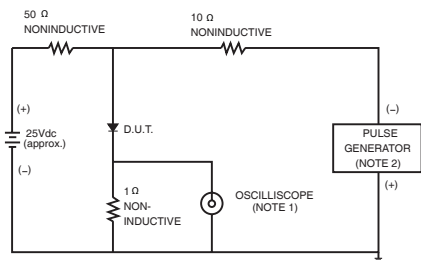 50 Ω
NONINDUCTIVE
10 Ω
NONINDUCTIVE
(+)
25Vdc
(approx.)
(−)
D.U.T.
1 Ω
NON-
INDUCTIVE
OSCILLISCOPE
(NOTE 1)
(−)
PULSE
GENERATOR
(NOTE 2)
(+)